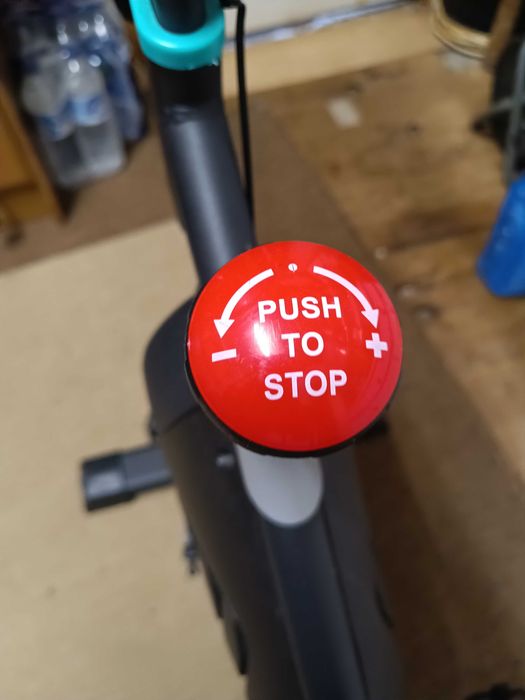 PUSH
TO
- STOP +